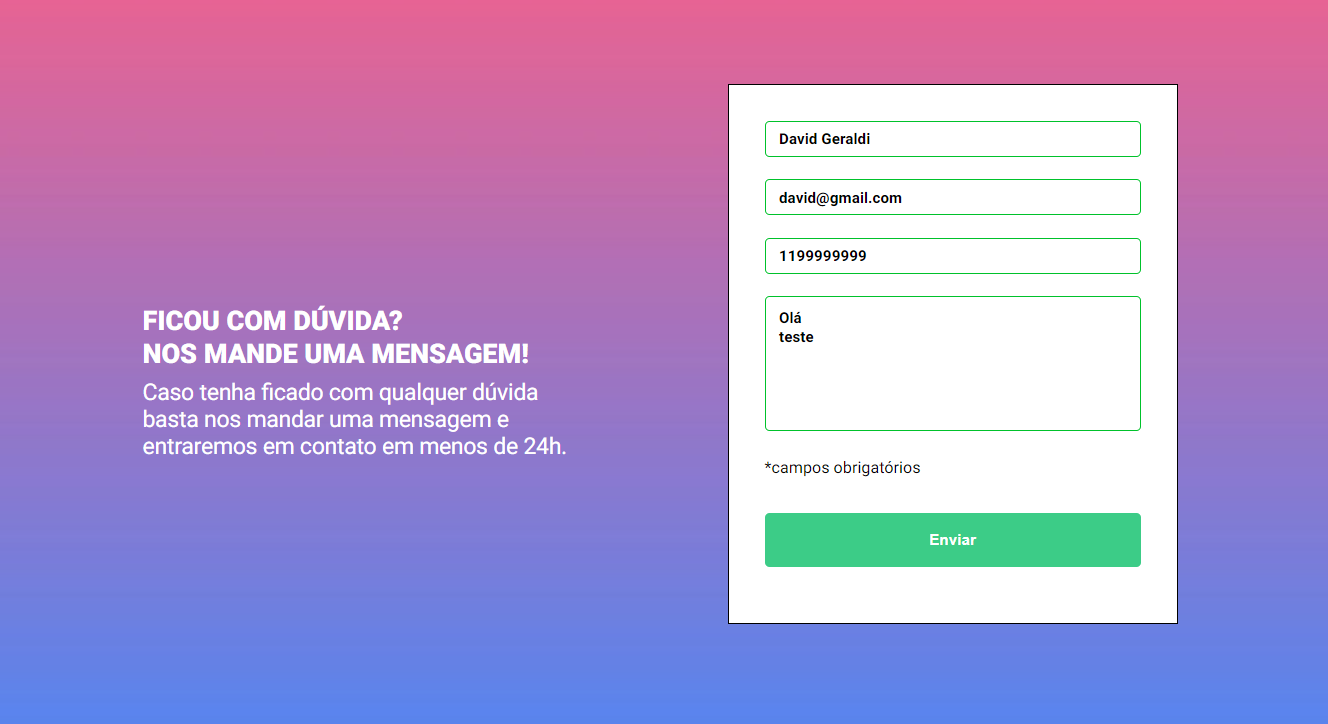 FICOU COM DÚVIDA?
NOS MANDE UMA MENSAGEM!
Caso tenha ficado com qualquer dúvida
basta nos mandar uma mensagem e
entraremos em contato em menos de 24h.
David Geraldi
david@gmail.com
1199999999
Olá
teste
*campos obrigatórios
Enviar